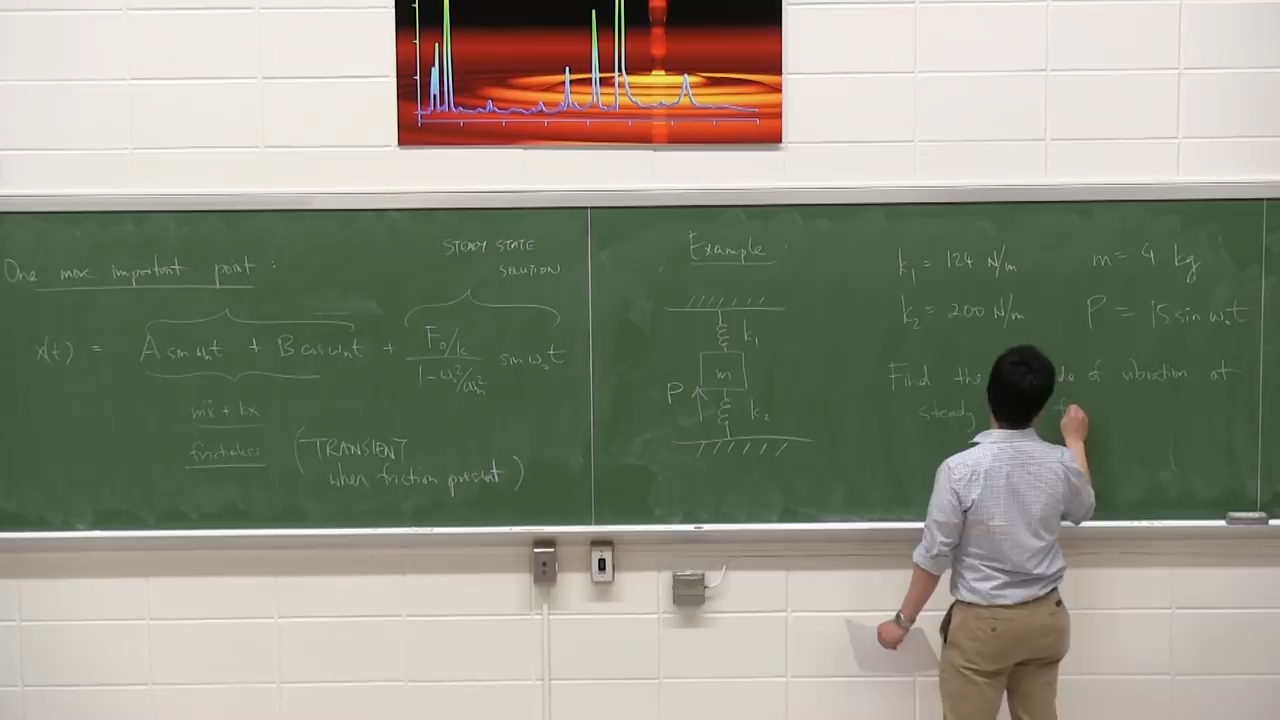 One more important point :
STEADY STATE
SOLUTION
x(t) = A sin ωnt + B cos ωnt + F0/k / 1-ω0²/ωn² sin ω0t
mẍ + kx
frictionless
(TRANSIENT
when friction present)
Example
k1
m
P
k2
k1 = 124 N/m
m = 4 kg
k2 = 200 N/m
P = 15 sin ω0t
Find the de of vibration at
steady